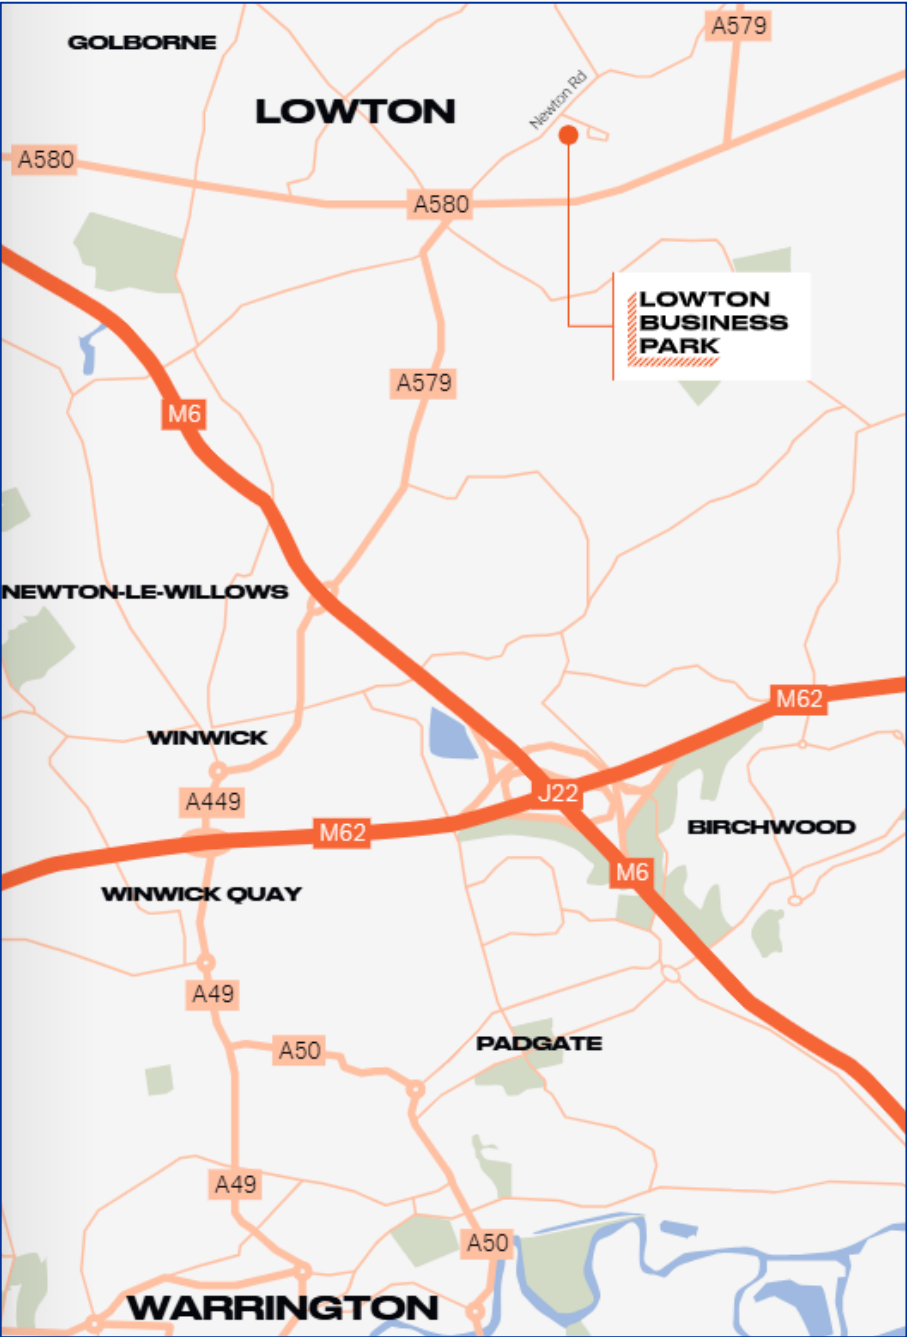 GOLBORNE
A579
LOWTON
Newton Rd
A580
A580
LOWTON
BUSINESS
PARK
A579
M6
NEWTON-LE-WILLOWS
M62
WINWICK
J22
A449
M62
BIRCHWOOD
M6
WINWICK QUAY
A49
PADGATE
A50
A49
A50
WARRINGTON